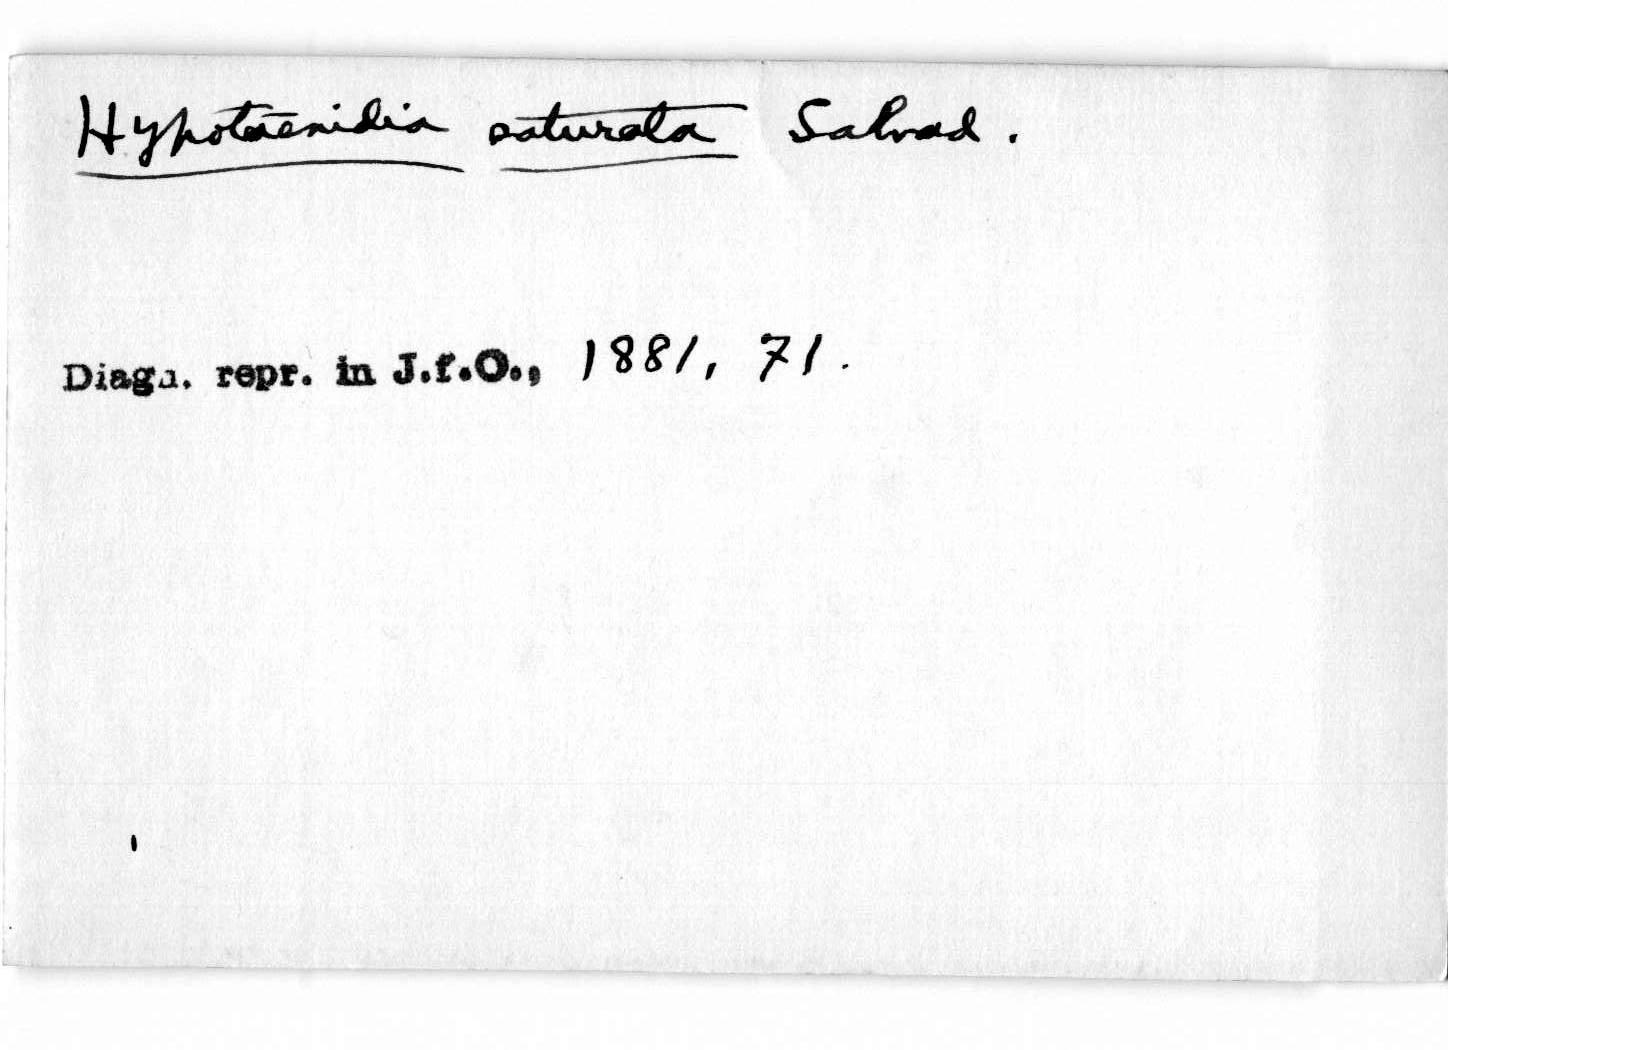 Hypotaenidia saturata Salvad.
Diagn. repr. in J.f.O., 1881, 71.